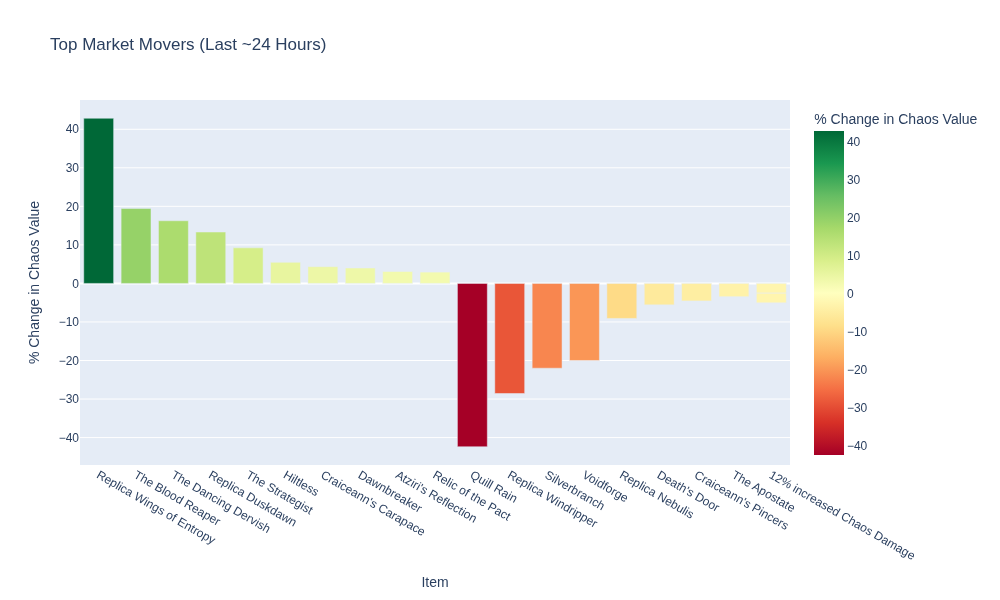 Top Market Movers (Last ~24 Hours)
% Change in Chaos Value
40
30
20
10
0
−10
−20
−30
−40
% Change in Chaos Value
40
30
20
10
0
−10
−20
−30
−40
Replica Wings of Entropy
The Blood Reaper
The Dancing Dervish
Replica Duskdawn
The Strategist
Hiltless
Craiceann's Carapace
Dawnbreaker
Atziri's Reflection
Relic of the Pact
Quill Rain
Replica Windripper
Silverbranch
Voidforge
Replica Nebulis
Death's Door
Craiceann's Pincers
The Apostate
12% increased Chaos Damage
Item